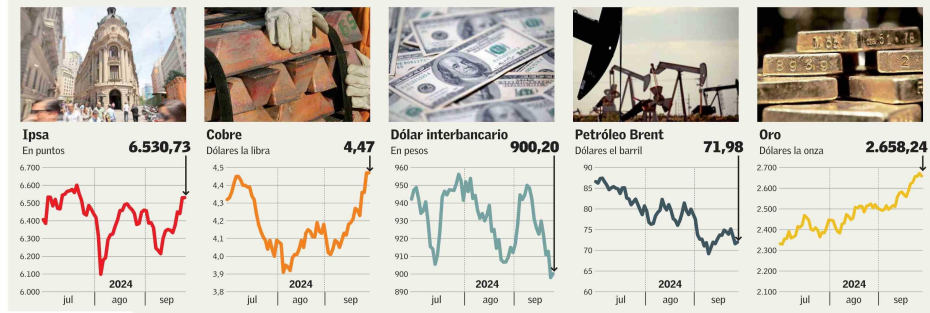 Ipsa
En puntos 6.530,73
6.700
6.600
6.500
6.400
6.300
6.200
6.100
6.000
2024
jul ago sep
Cobre
Dólares la libra 4,47
4,5
4,4
4,3
4,2
4,1
4,0
3,9
3,8
2024
jul ago sep
Dólar interbancario
En pesos 900,20
960
950
940
930
920
910
900
890
2024
jul ago sep
Petróleo Brent
Dólares el barril 71,98
90
85
80
75
70
65
60
2024
jul ago sep
Oro
Dólares la onza 2.658,24
2.700
2.600
2.500
2.400
2.300
2.200
2.100
2024
jul ago sep